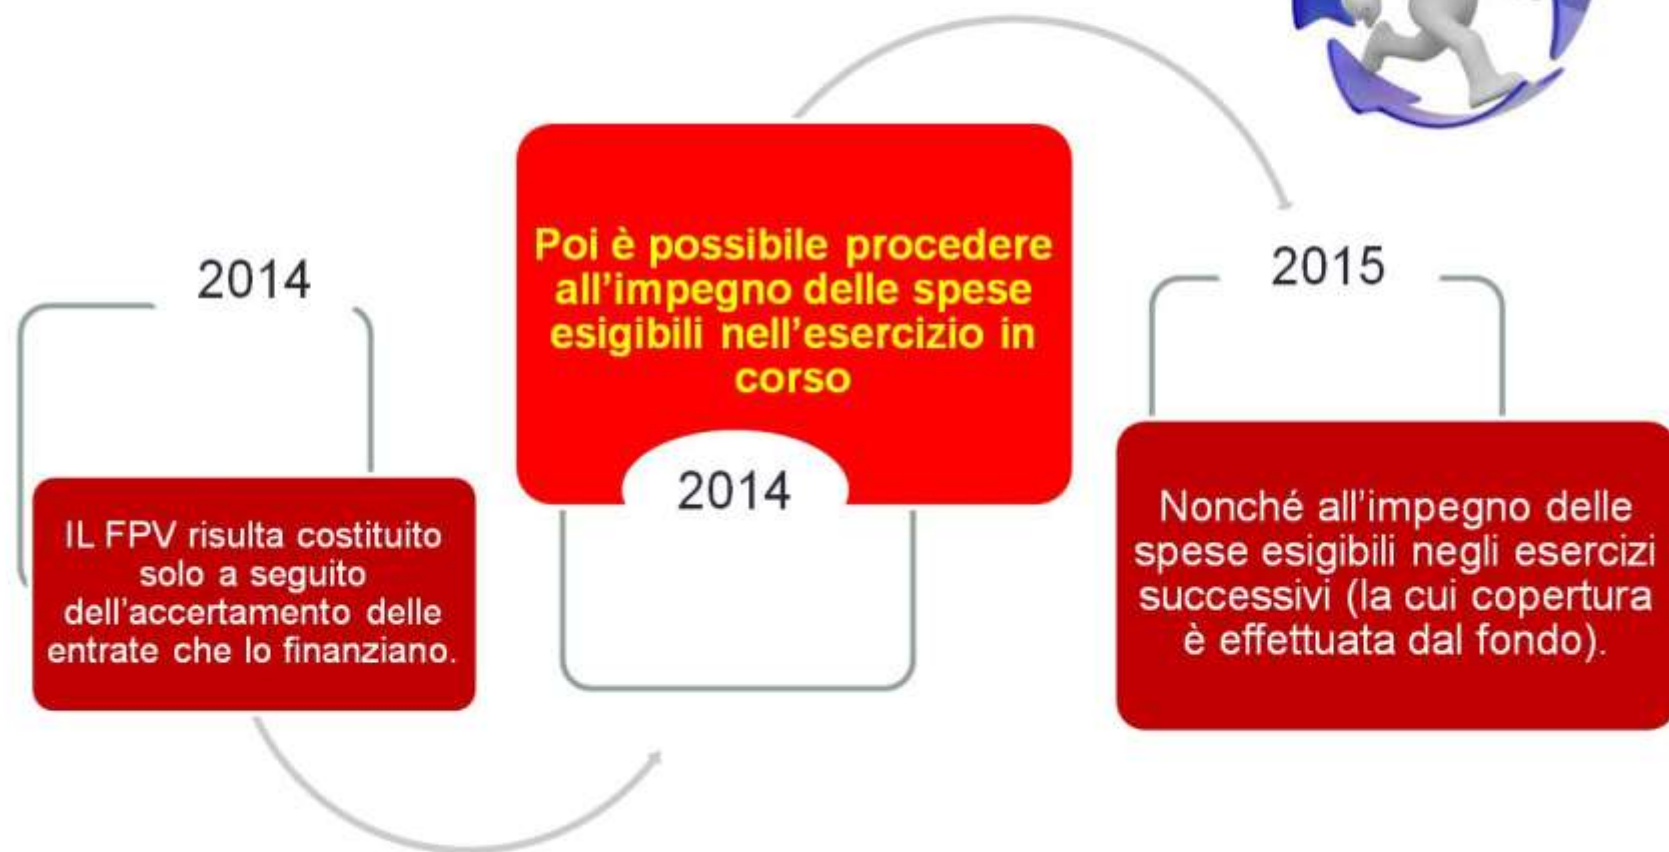 2014
IL FPV risulta costituito
solo a seguito
dell'accertamento delle
entrate che lo finanziano.
Poi è possibile procedere
all'impegno delle spese
esigibili nell'esercizio in
corso
2014
2015
Nonché all'impegno delle
spese esigibili negli esercizi
successivi (la cui copertura
è effettuata dal fondo).